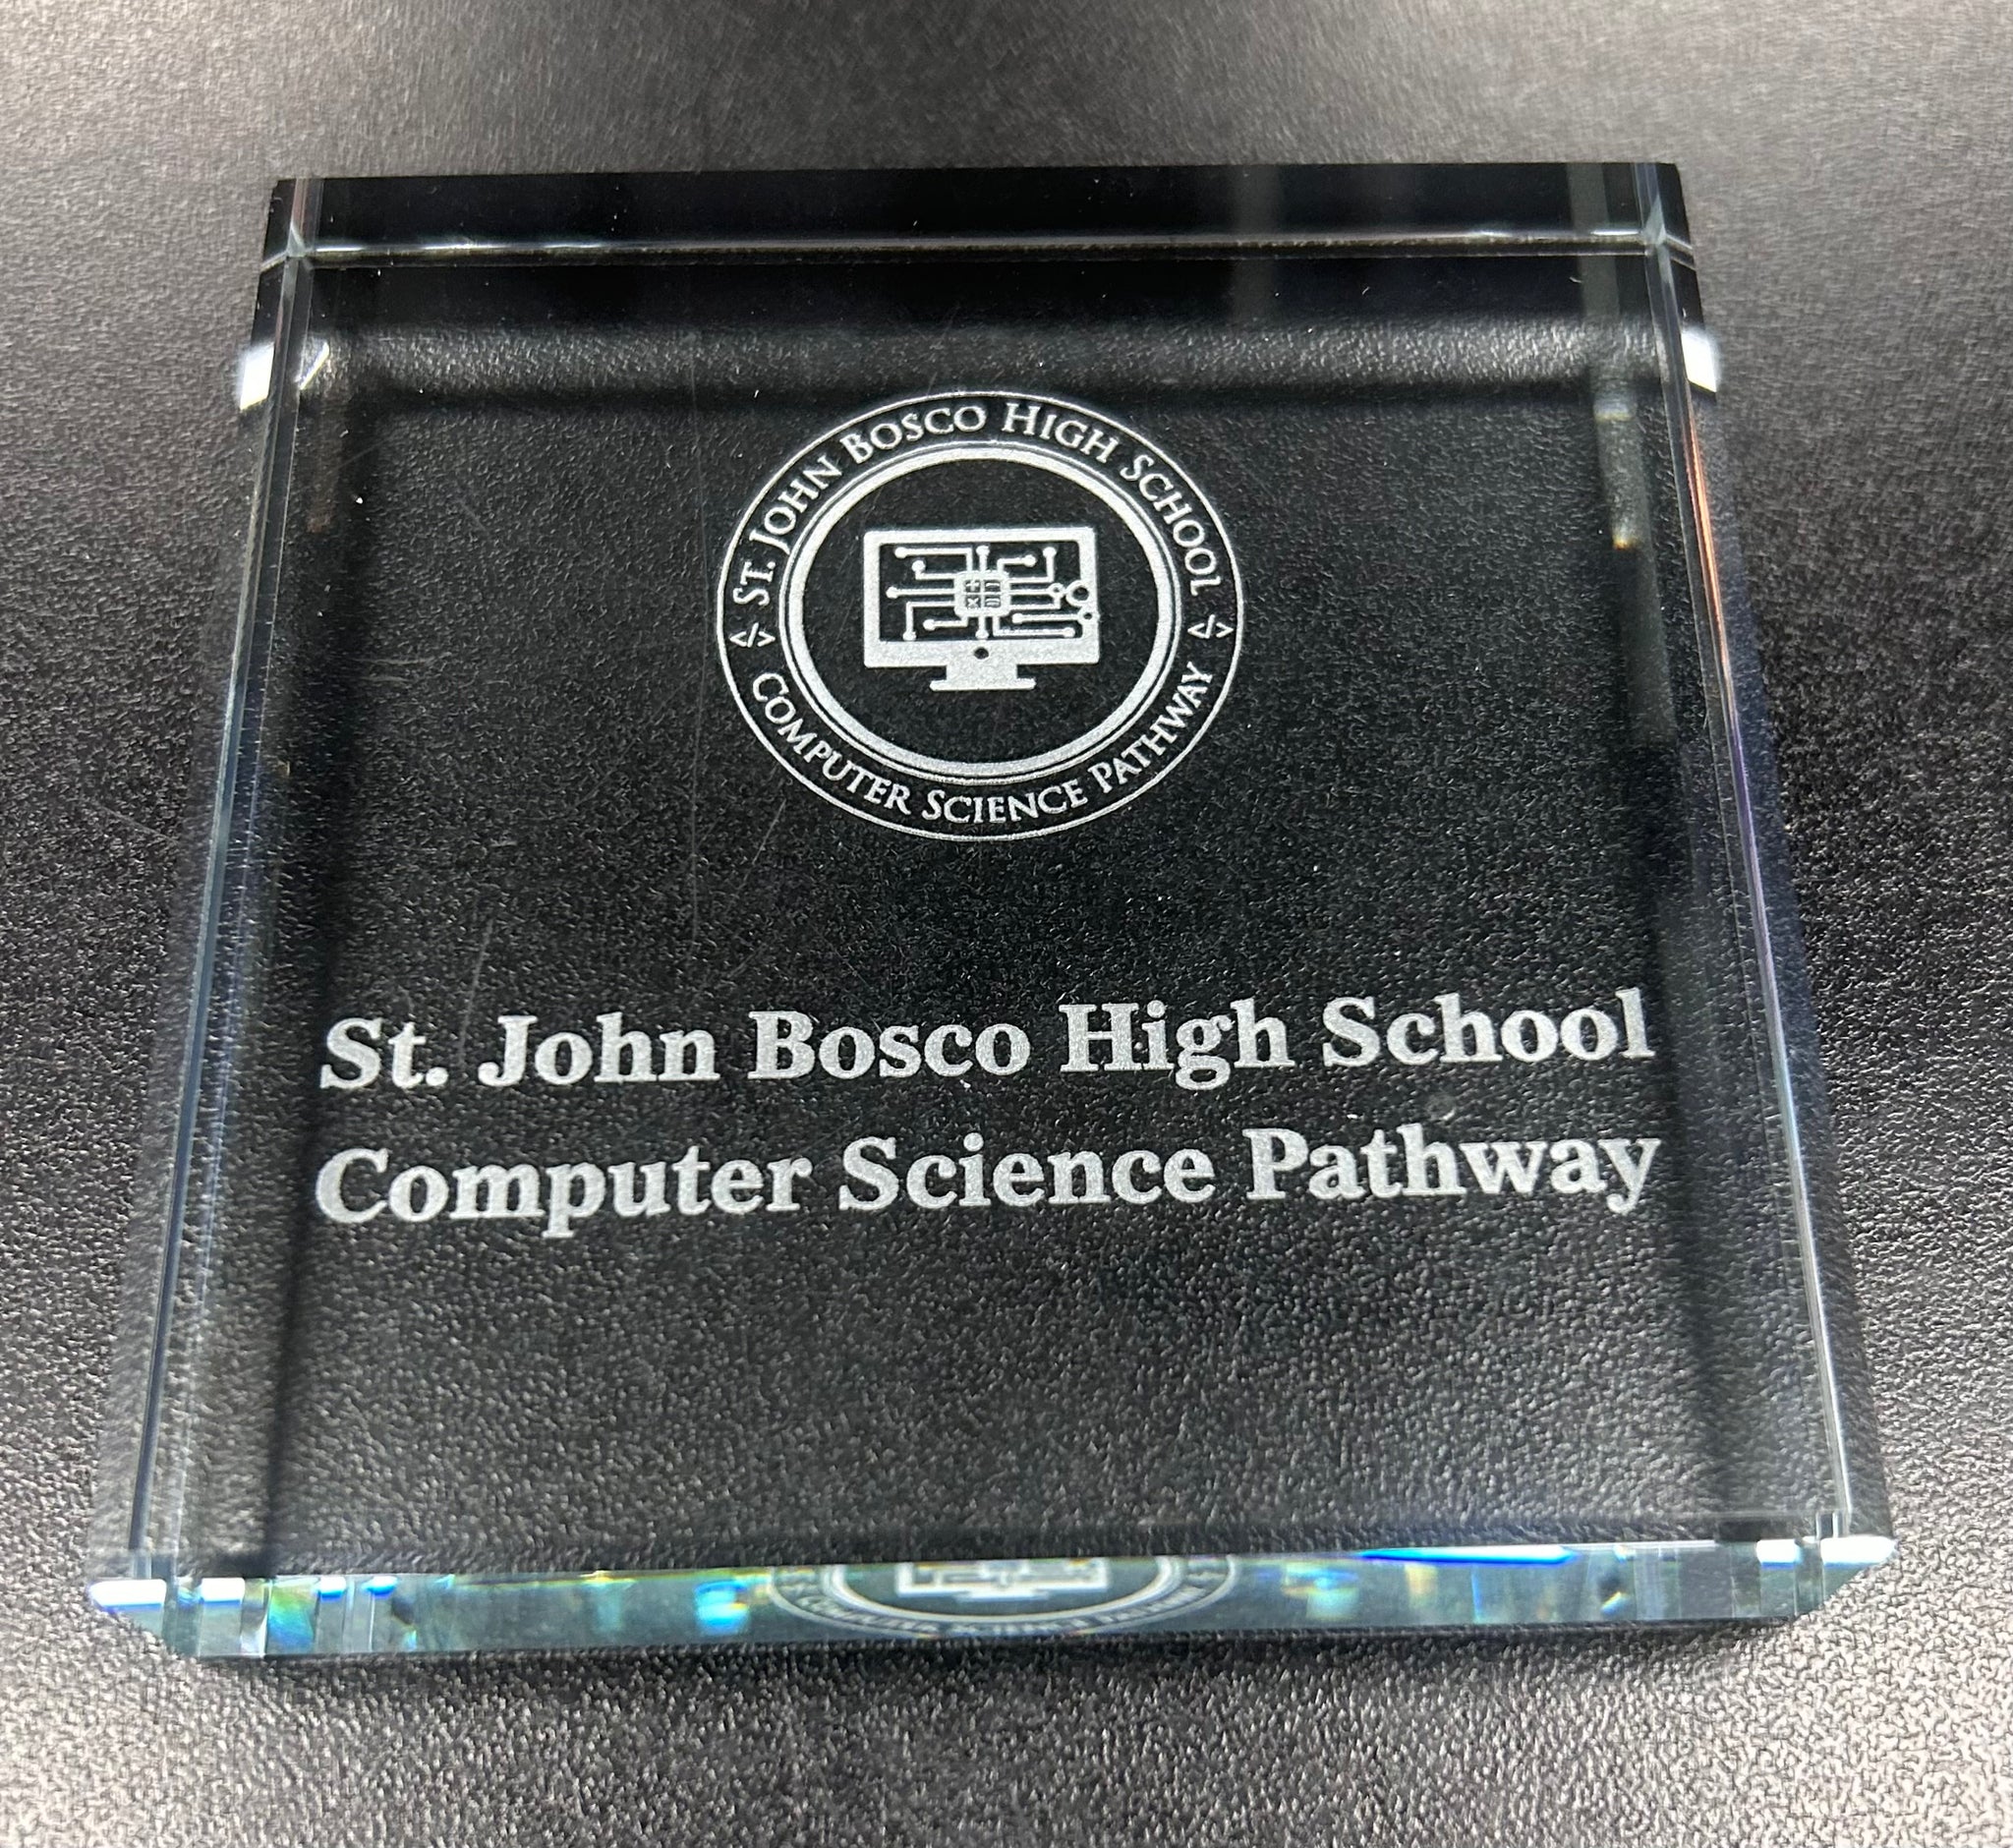 ST. JOHN BOSCO HIGH SCHOOL
</> COMPUTER SCIENCE PATHWAY </>
St. John Bosco High School
Computer Science Pathway